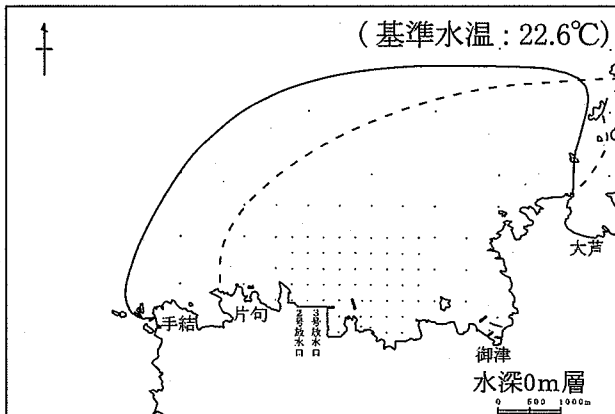 (基準水温:22.6℃)
大芦
手結
片句
2号放水口
3号放水口
御津
水深0m層
0 500 1000m